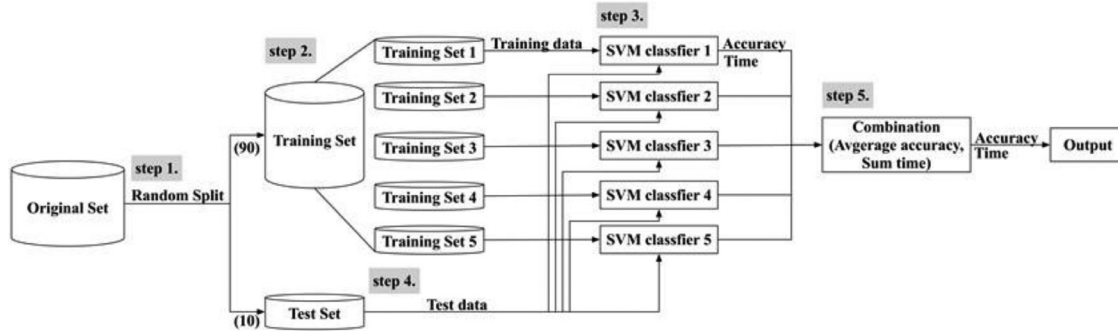 step 1.
Original Set
Random Split
(90)
(10)
step 2.
Training Set
Training Set 1
Training Set 2
Training Set 3
Training Set 4
Training Set 5
Training data
step 3.
SVM classfier 1
SVM classfier 2
SVM classfier 3
SVM classfier 4
SVM classfier 5
Accuracy
Time
step 4.
Test Set
Test data
step 5.
Combination
(Avgerage accuracy,
Sum time)
Accuracy
Time
Output